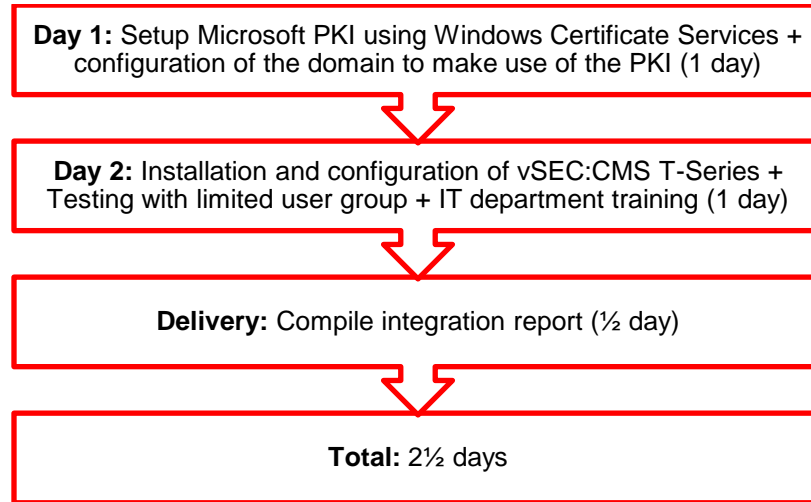 Day 1: Setup Microsoft PKI using Windows Certificate Services +
configuration of the domain to make use of the PKI (1 day)
Day 2: Installation and configuration of vSEC:CMS T-Series +
Testing with limited user group + IT department training (1 day)
Delivery: Compile integration report (½ day)
Total: 2½ days